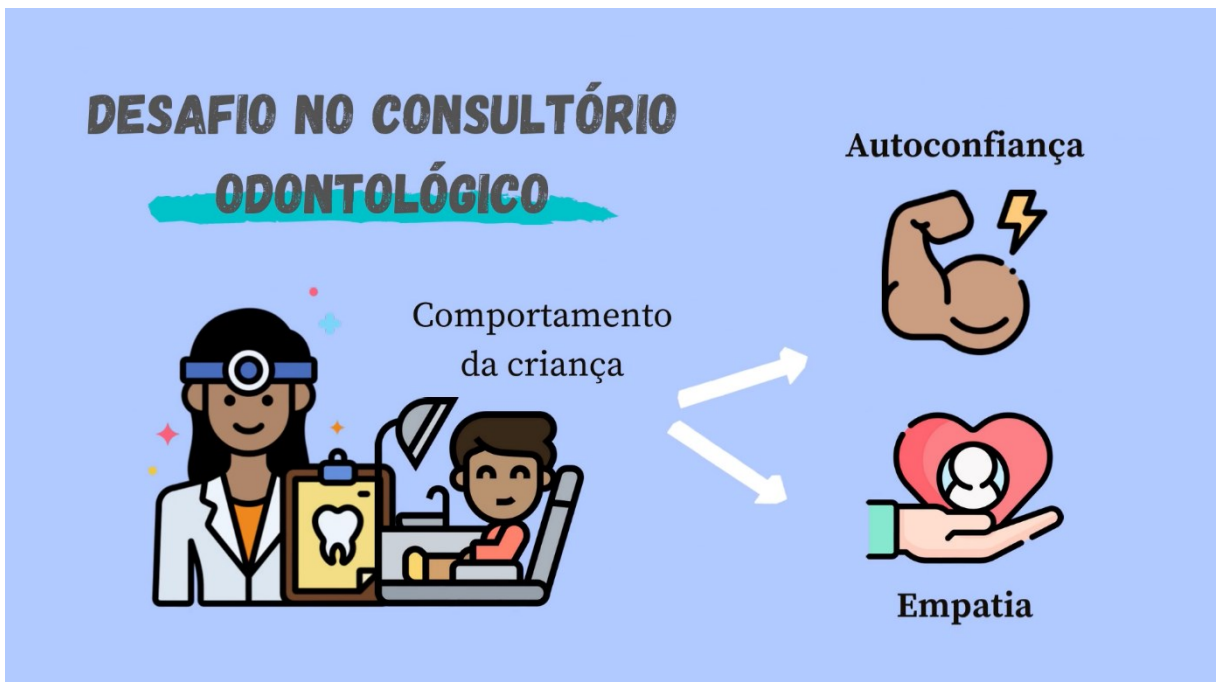 DESAFIO NO CONSULTÓRIO
ODONTOLÓGICO
Autoconfiança
Comportamento
da criança
Empatia